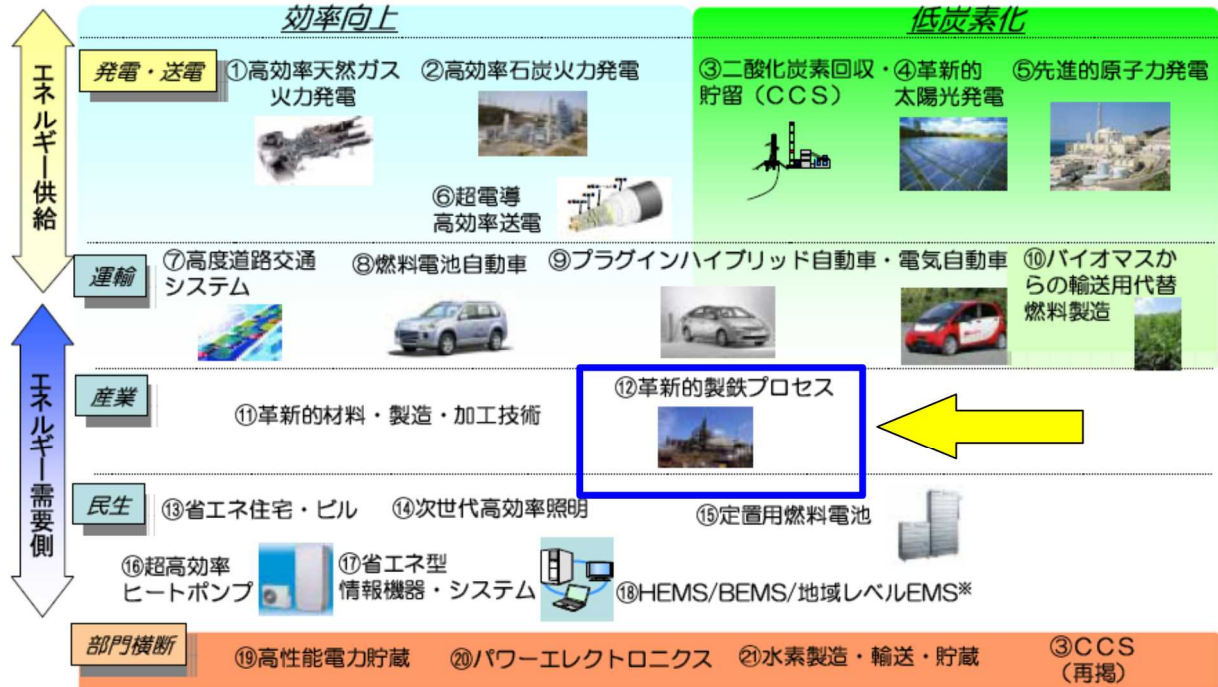 効率向上
低炭素化
エネルギー供給
発電・送電
①高効率天然ガス
火力発電
②高効率石炭火力発電
③二酸化炭素回収・
貯留（CCS）
④革新的
太陽光発電
⑤先進的原子力発電
⑥超電導
高効率送電
運輸
⑦高度道路交通
システム
⑧燃料電池自動車
⑨プラグインハイブリッド自動車・電気自動車
⑩バイオマスか
らの輸送用代替
燃料製造
エネルギー需要側
産業
⑪革新的材料・製造・加工技術
⑫革新的製鉄プロセス
民生
⑬省エネ住宅・ビル
⑭次世代高効率照明
⑮定置用燃料電池
⑯超高効率
ヒートポンプ
⑰省エネ型
情報機器・システム
⑱HEMS/BEMS/地域レベルEMS※
部門横断
⑲高性能電力貯蔵
⑳パワーエレクトロニクス
㉑水素製造・輸送・貯蔵
③CCS
（再掲）